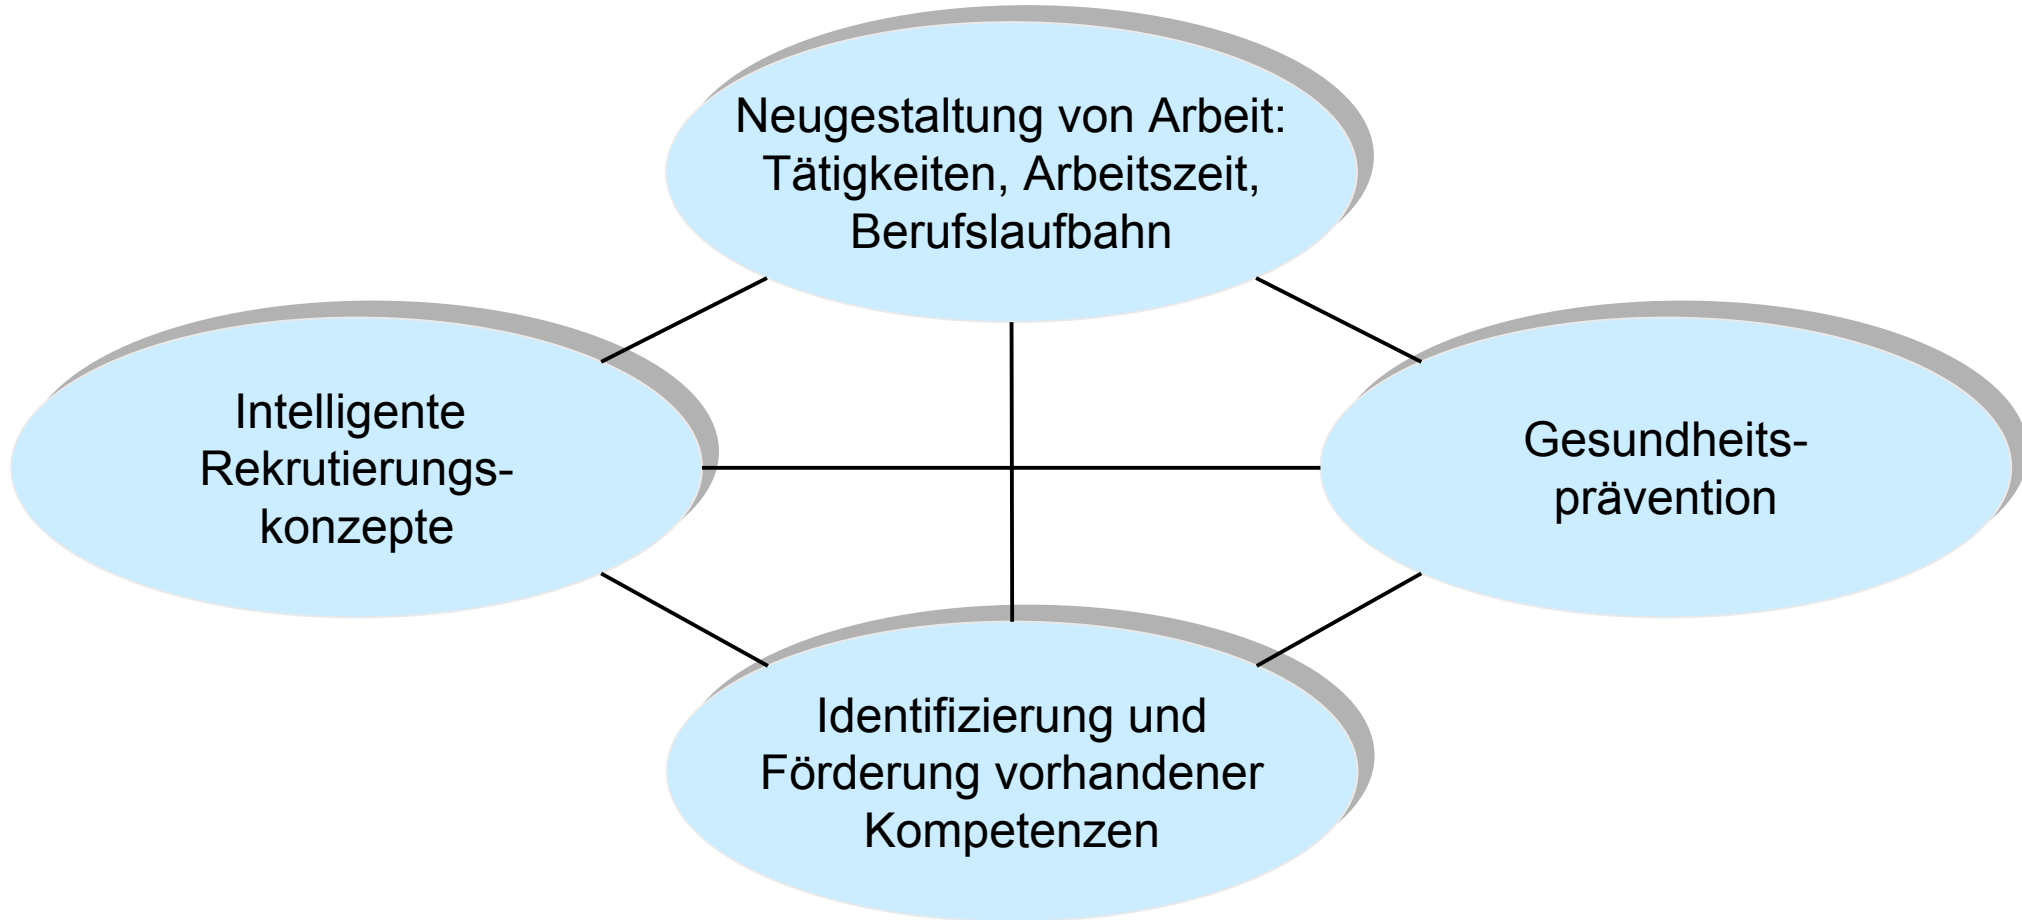 Neugestaltung von Arbeit:
Tätigkeiten, Arbeitszeit,
Berufslaufbahn
Intelligente
Rekrutierungs-
konzepte
Gesundheits-
prävention
Identifizierung und
Förderung vorhandener
Kompetenzen